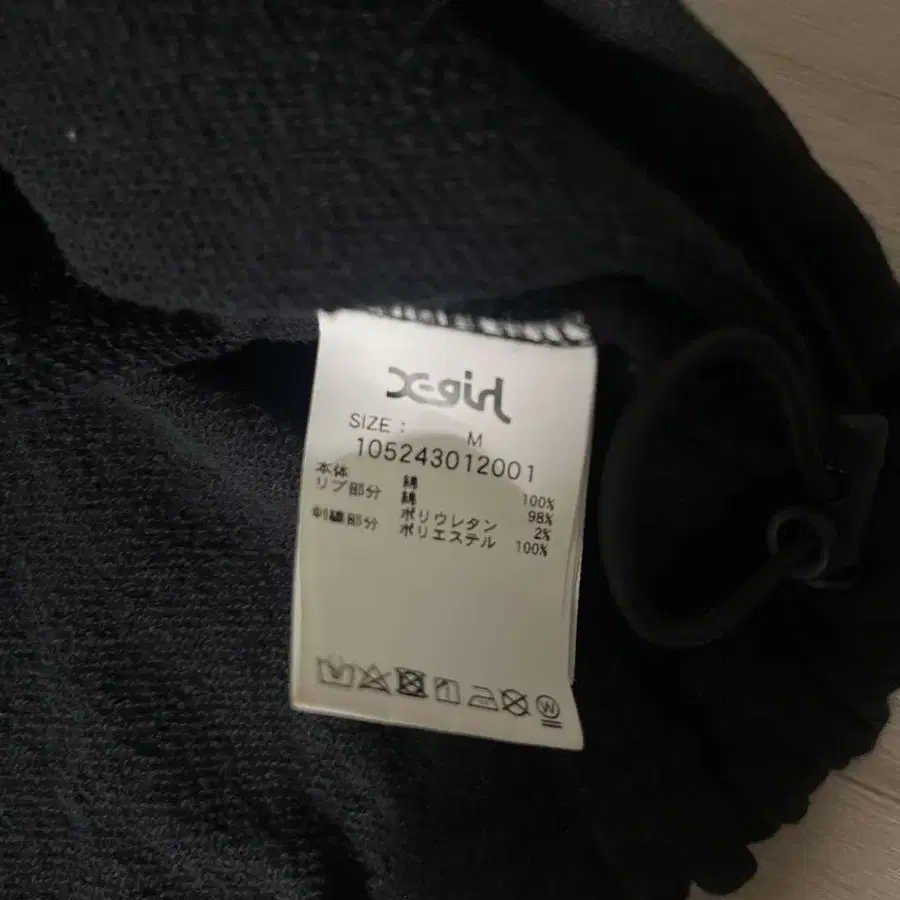 X-girl
SIZE : M
105243012001
本体 綿 100%
リブ部分 綿 98%
ポリウレタン 2%
刺繍部分 ポリエステル 100%
W